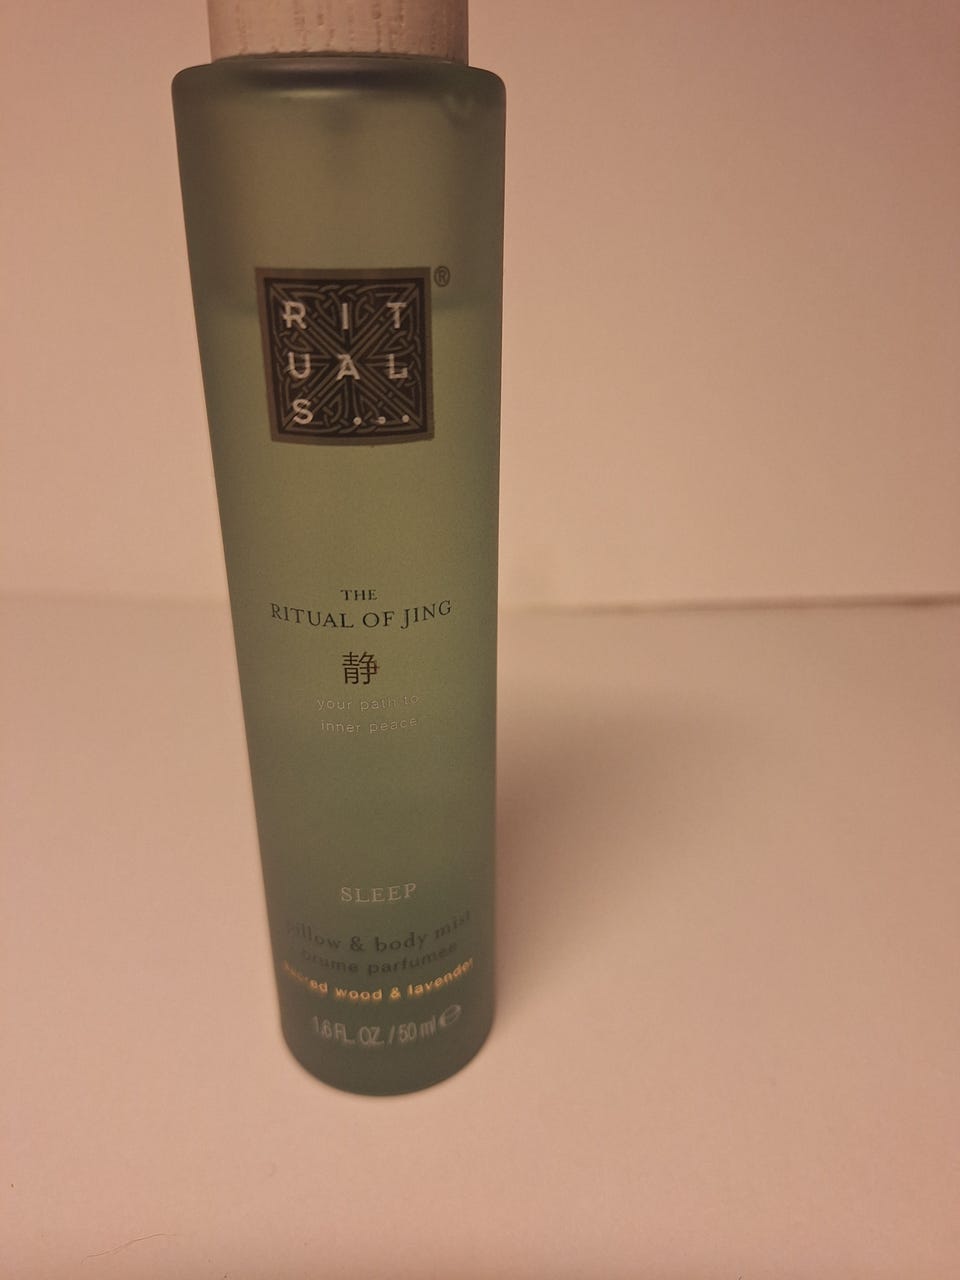 RIT
UAL
S...
®
THE
RITUAL OF JING
静
your path to
inner peace
SLEEP
pillow & body mist
brume parfumée
sacred wood & lavender
1.6 FL. OZ. / 50 ml ℮